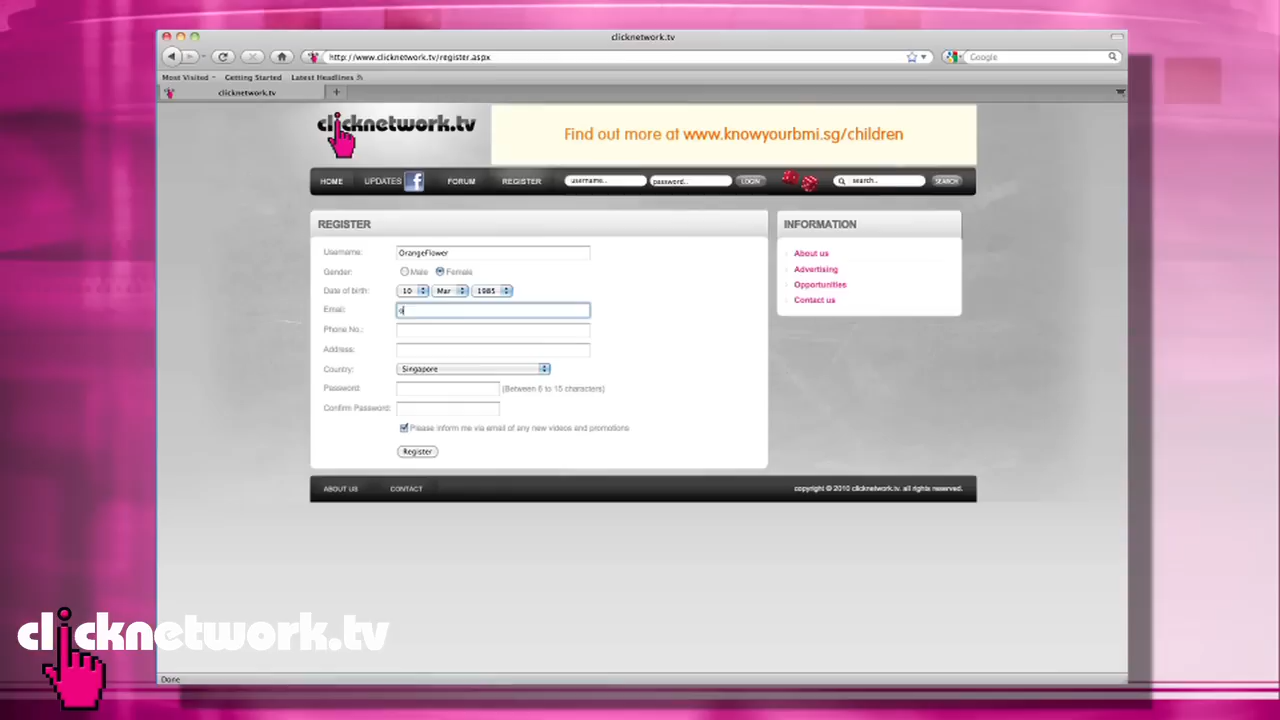 clicknetwork.tv
http://www.clicknetwork.tv/register.aspx
Google
Most Visited
Getting Started
Latest Headlines
clicknetwork.tv
clicknetwork.tv
Find out more at www.knowyourbmi.sg/children
HOME
UPDATES
f
FORUM
REGISTER
username..
password..
LOGIN
search..
SEARCH
REGISTER
Username: OrangeFlower
Gender: Male Female
Date of birth: 10 Mar 1985
Email: o
Phone No.:
Address:
Country: Singapore
Password: (Between 6 to 15 characters)
Confirm Password:
Please inform me via email of any new videos and promotions
Register
INFORMATION
About us
Advertising
Opportunities
Contact us
ABOUT US
CONTACT
copyright © 2010 clicknetwork.tv. all rights reserved.
Done
clicknetwork.tv